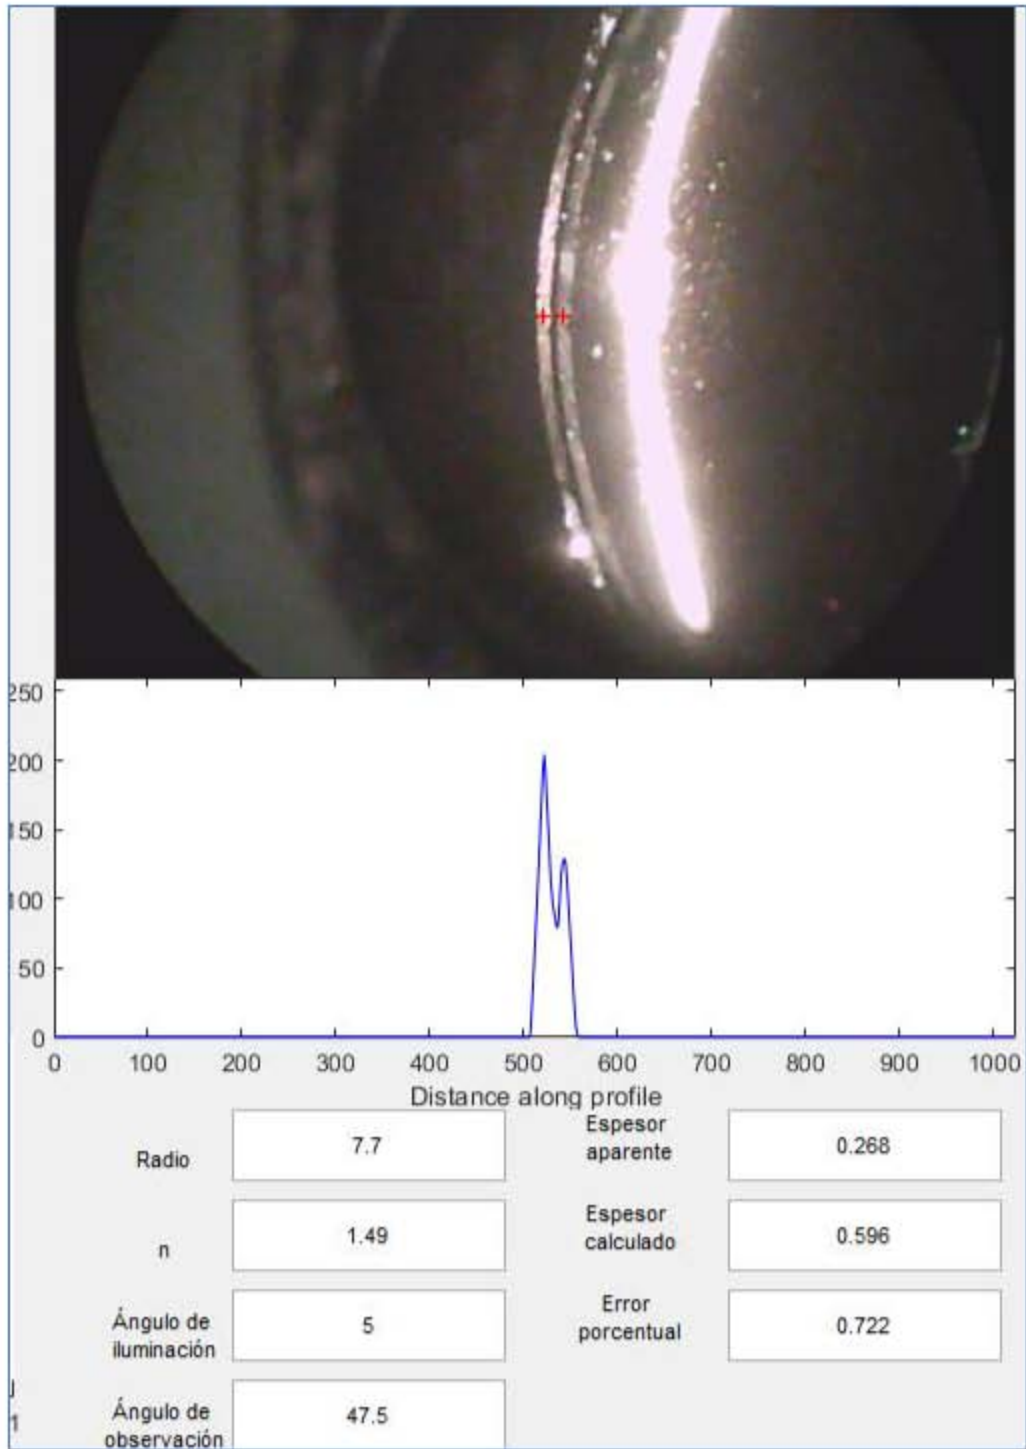 250
200
150
100
50
0
0 100 200 300 400 500 600 700 800 900 1000
Distance along profile
Radio 7.7
Espesor
aparente 0.268
n 1.49
Espesor
calculado 0.596
Ángulo de
iluminación 5
Error
porcentual 0.722
Ángulo de
observación 47.5